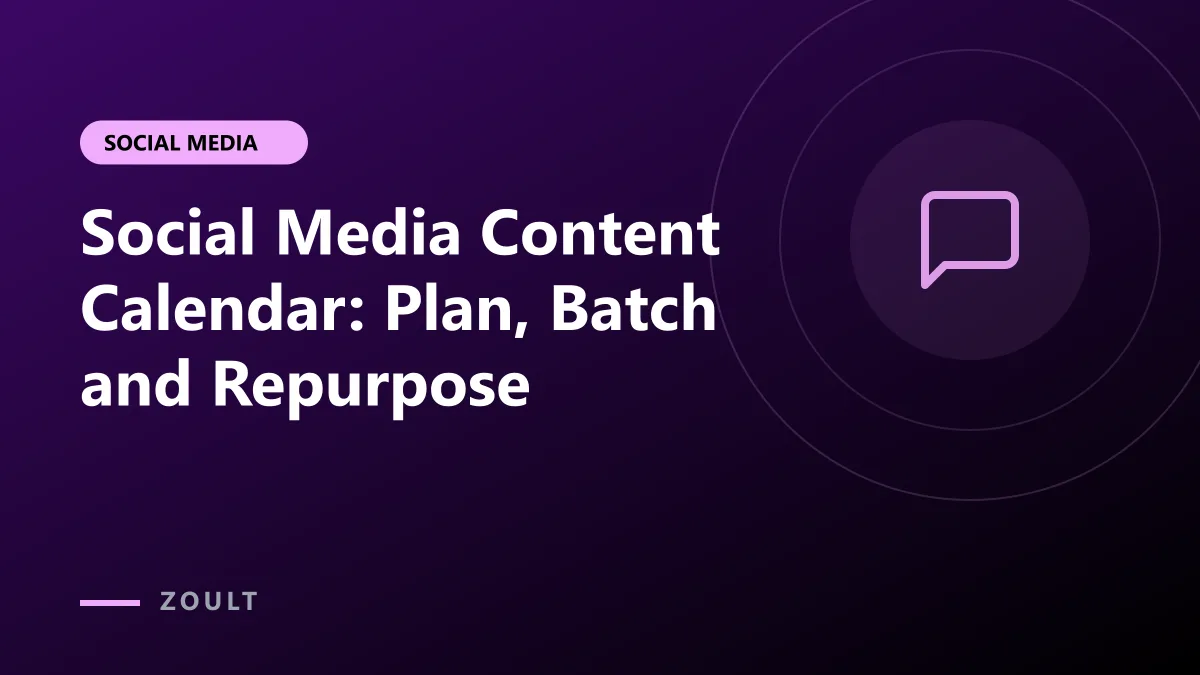 SOCIAL MEDIA
Social Media Content
Calendar: Plan, Batch
and Repurpose
ZOULT